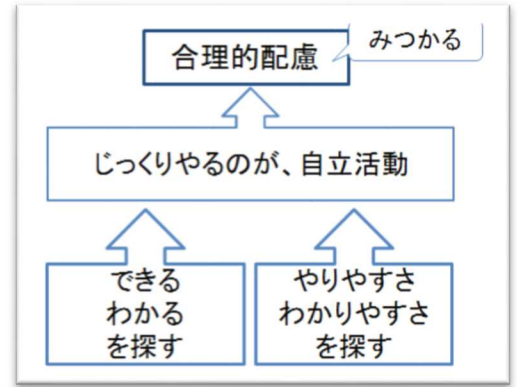 合理的配慮
みつかる
じっくりやるのが、自立活動
できる
わかる
を探す
やりやすさ
わかりやすさ
を探す